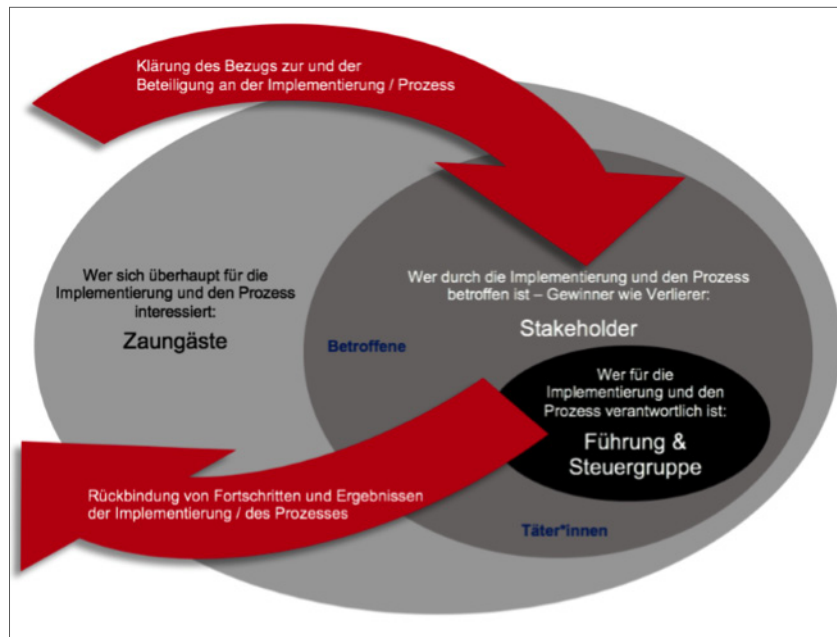 Klärung des Bezugs zur und der
Beteiligung an der Implementierung / Prozess
Wer sich überhaupt für die
Implementierung und den Prozess
interessiert:
Zaungäste
Wer durch die Implementierung und den Prozess
betroffen ist – Gewinner wie Verlierer:
Stakeholder
Betroffene
Wer für die
Implementierung und den
Prozess verantwortlich ist:
Führung &
Steuergruppe
Rückbindung von Fortschritten und Ergebnissen
der Implementierung / des Prozesses
Täter*innen